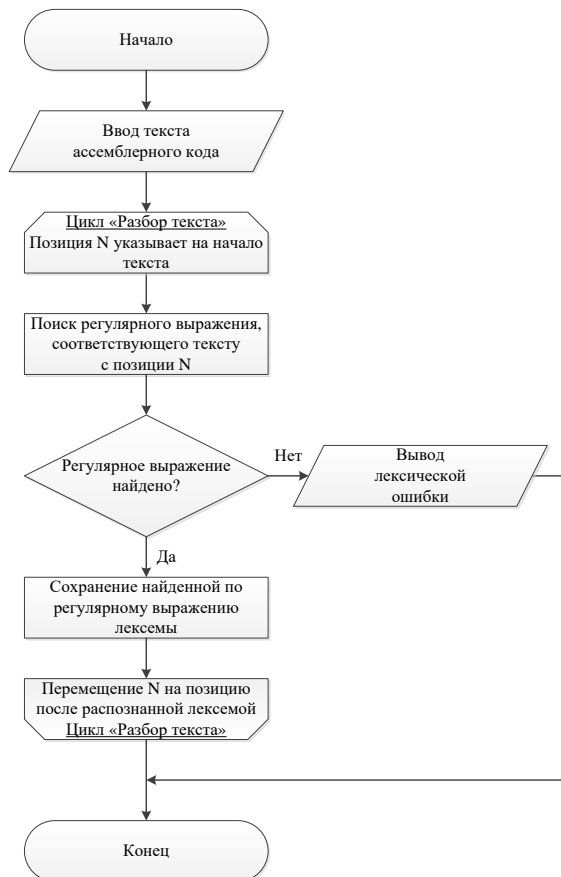 Начало
Ввод текста
ассемблерного кода
Цикл «Разбор текста»
Позиция N указывает на начало
текста
Поиск регулярного выражения,
соответствующего тексту
с позиции N
Регулярное выражение
найдено?
Нет
Вывод
лексической
ошибки
Да
Сохранение найденной по
регулярному выражению
лексемы
Перемещение N на позицию
после распознанной лексемой
Цикл «Разбор текста»
Конец